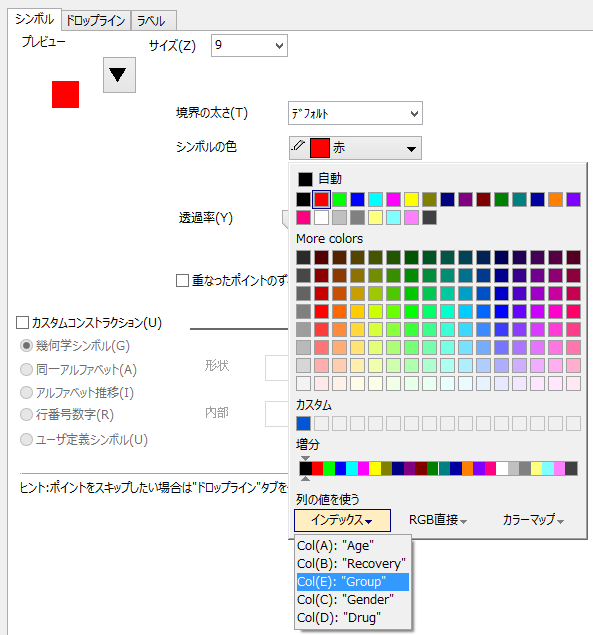 シンボル ドロップライン ラベル
プレビュー サイズ(Z) 9
境界の太さ(T) ﾃﾞﾌｫﾙﾄ
シンボルの色 赤
自動
透過率(Y)
More colors
重なったポイントのず
カスタムコンストラクション(U)
幾何学シンボル(G)
形状
同一アルファベット(A)
アルファベット推移(I)
カスタム
行番号数字(R)
内部
ユーザ定義シンボル(U)
増分
ヒント:ポイントをスキップしたい場合は"ドロップライン"タブを
列の値を使う
インデックス RGB直接 カラーマップ
Col(A): "Age"
Col(B): "Recovery"
Col(E): "Group"
Col(C): "Gender"
Col(D): "Drug"